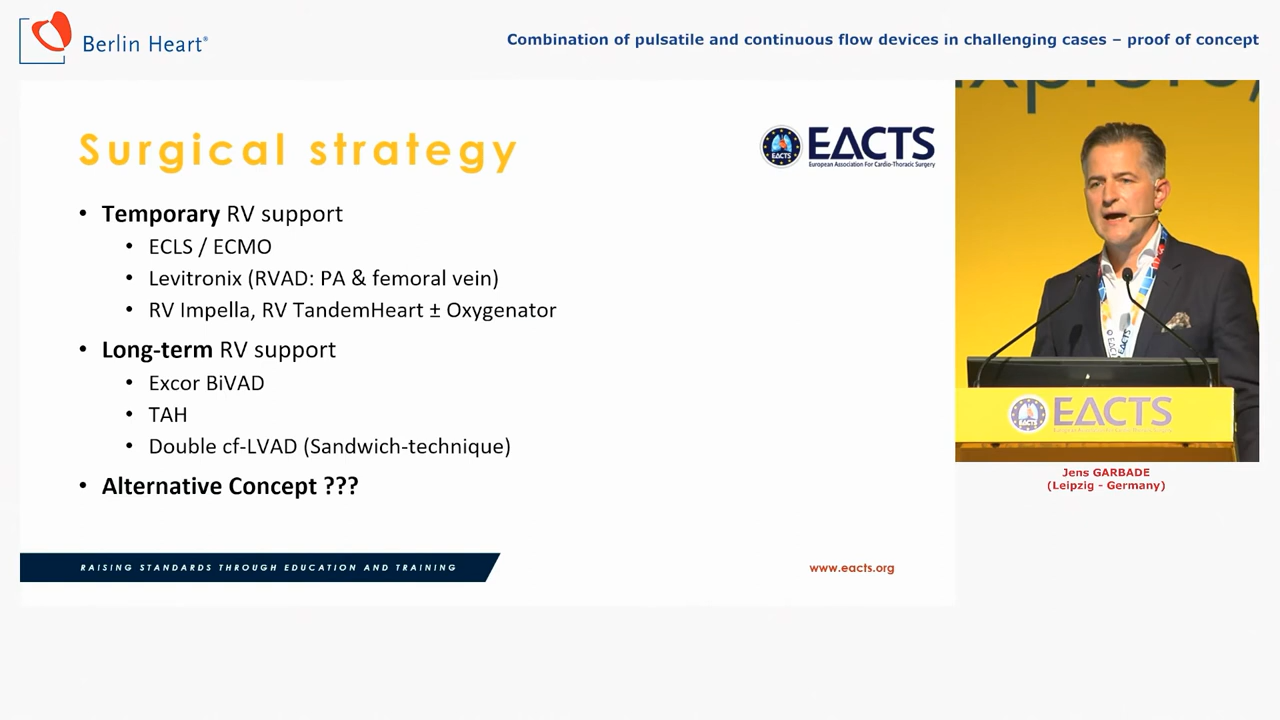 Berlin Heart®
Combination of pulsatile and continuous flow devices in challenging cases – proof of concept
Surgical strategy
EACTS
EACTS
European Association For Cardio-Thoracic Surgery
• Temporary RV support
• ECLS / ECMO
• Levitronix (RVAD: PA & femoral vein)
• RV Impella, RV TandemHeart ± Oxygenator
• Long-term RV support
• Excor BiVAD
• TAH
• Double cf-LVAD (Sandwich-technique)
• Alternative Concept ???
RAISING STANDARDS THROUGH EDUCATION AND TRAINING
www.eacts.org
EACTS
Jens GARBADE
(Leipzig - Germany)